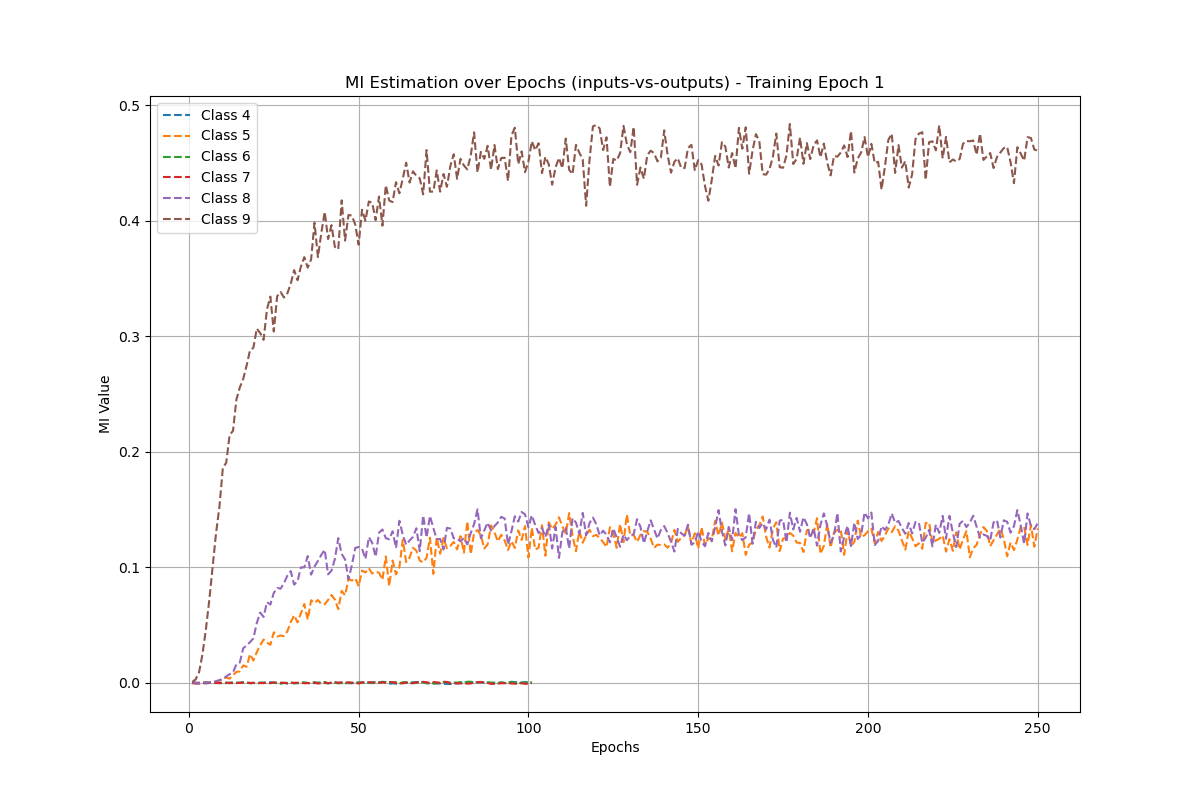 MI Estimation over Epochs (inputs-vs-outputs) - Training Epoch 1
Class 4
Class 5
Class 6
Class 7
Class 8
Class 9
MI Value
0.5
0.4
0.3
0.2
0.1
0.0
0
50
100
150
200
250
Epochs